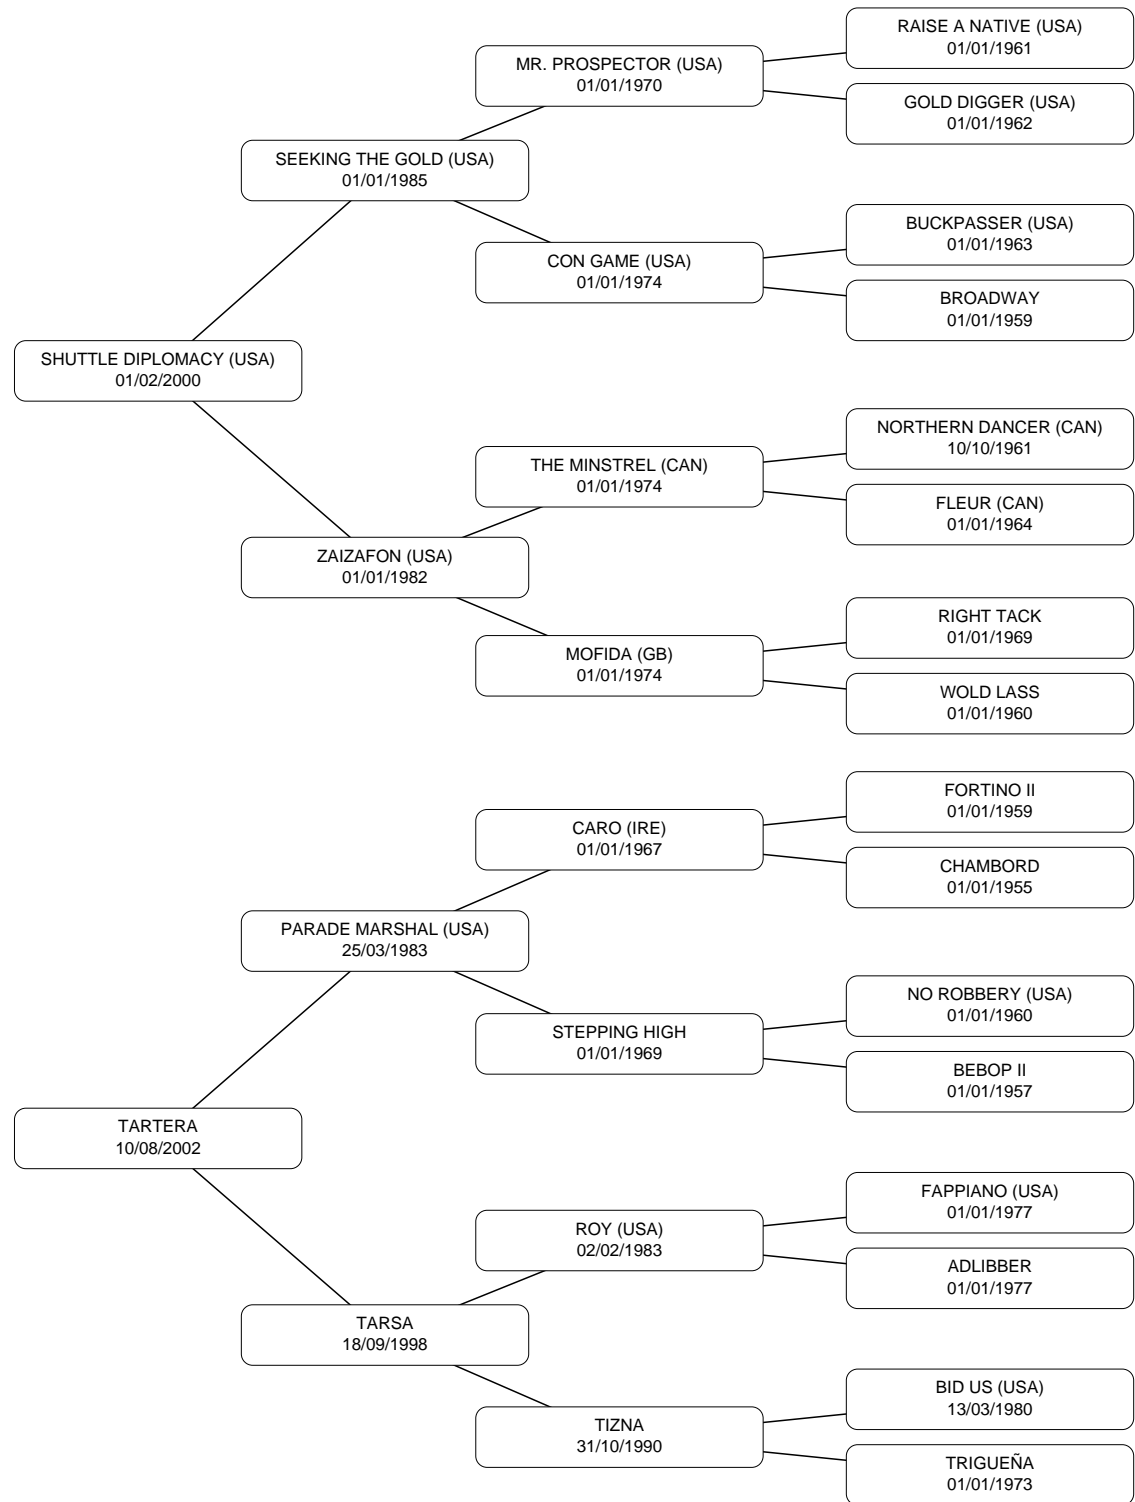 RAISE A NATIVE (USA)
01/01/1961
MR. PROSPECTOR (USA)
01/01/1970
GOLD DIGGER (USA)
01/01/1962
SEEKING THE GOLD (USA)
01/01/1985
BUCKPASSER (USA)
01/01/1963
CON GAME (USA)
01/01/1974
BROADWAY
01/01/1959
SHUTTLE DIPLOMACY (USA)
01/02/2000
NORTHERN DANCER (CAN)
10/10/1961
THE MINSTREL (CAN)
01/01/1974
FLEUR (CAN)
01/01/1964
ZAIZAFON (USA)
01/01/1982
RIGHT TACK
01/01/1969
MOFIDA (GB)
01/01/1974
WOLD LASS
01/01/1960
FORTINO II
01/01/1959
CARO (IRE)
01/01/1967
CHAMBORD
01/01/1955
PARADE MARSHAL (USA)
25/03/1983
NO ROBBERY (USA)
01/01/1960
STEPPING HIGH
01/01/1969
BEBOP II
01/01/1957
TARTERA
10/08/2002
FAPPIANO (USA)
01/01/1977
ROY (USA)
02/02/1983
ADLIBBER
01/01/1977
TARSA
18/09/1998
BID US (USA)
13/03/1980
TIZNA
31/10/1990
TRIGUEÑA
01/01/1973